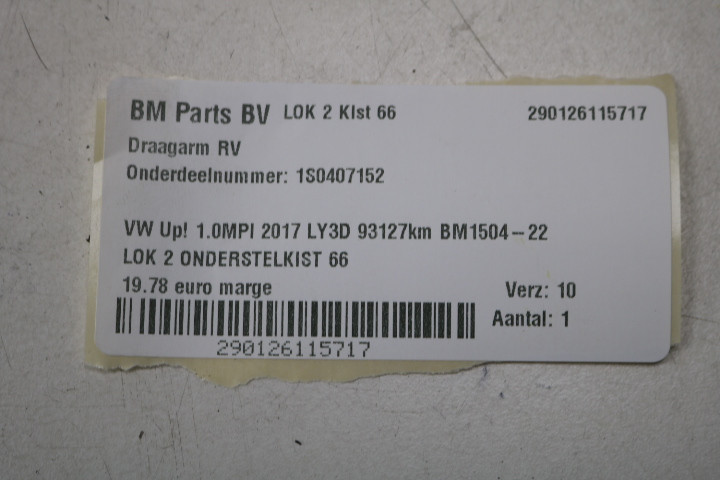 BM Parts BV LOK 2 KIst 66 290126115717
Draagarm RV
Onderdeelnummer: 1S0407152
VW Up! 1.0MPI 2017 LY3D 93127km BM1504-22
LOK 2 ONDERSTELKIST 66
19.78 euro marge Verz: 10
Aantal: 1
290126115717